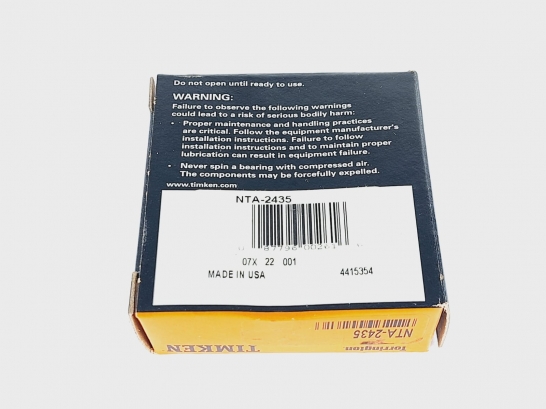 Do not open until ready to use.
WARNING:
Failure to observe the following warnings
could lead to a risk of serious bodily harm:
• Proper maintenance and handling practices
are critical. Follow the equipment manufacturer's
installation instructions. Failure to follow
installation instructions and to maintain proper
lubrication can result in equipment failure.
• Never spin a bearing with compressed air.
The components may be forcefully expelled.
www.timken.com
NTA-2435
07X 22 001
MADE IN USA 4415354
NTA-2435
Torrington
TIMKEN